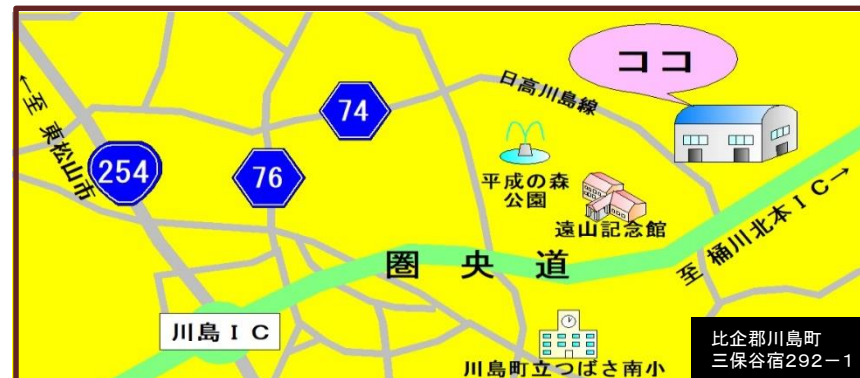 ココ
日高川島線
74
←至 東松山市
254
76
平成の森
公園
遠山記念館
圏央道
至 桶川北本IC→
川島IC
川島町立つばさ南小
比企郡川島町
三保谷宿292−1